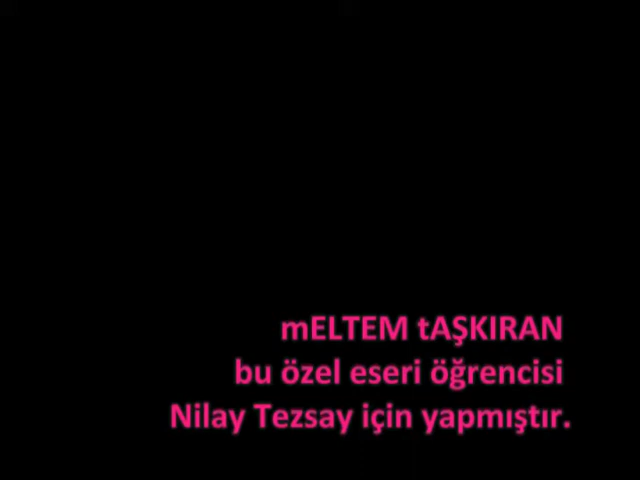 mELTEM tAŞKIRAN
bu özel eseri öğrencisi
Nilay Tezsay için yapmıştır.